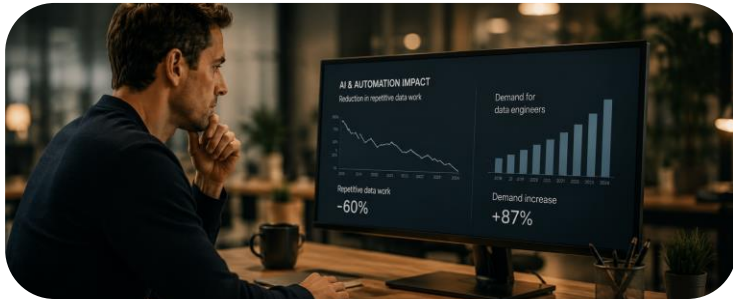 AI & AUTOMATION IMPACT
Reduction in repetitive data work
Repetitive data work
-60%
Demand for
data engineers
Demand increase
+87%